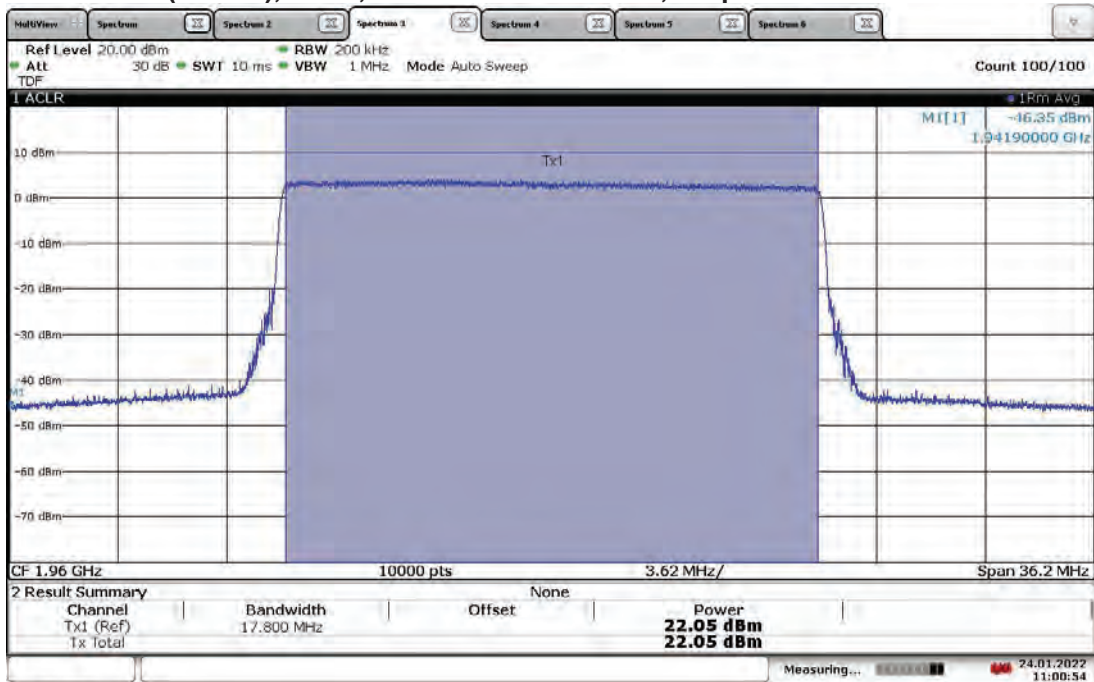 MultiView Spectrum Spectrum 2 Spectrum 3 Spectrum 4 Spectrum 5 Spectrum 6
Ref Level 20.00 dBm RBW 200 kHz
Att 30 dB SWT 10 ms VBW 1 MHz Mode Auto Sweep Count 100/100
TDF
1 ACLR 1Rm Avg
M1[1] -46.35 dBm
1.94190000 GHz
10 dBm
Tx1
0 dBm
-10 dBm
-20 dBm
-30 dBm
-40 dBm
M1
-50 dBm
-60 dBm
-70 dBm
CF 1.96 GHz 10000 pts 3.62 MHz/ Span 36.2 MHz
2 Result Summary None
Channel Bandwidth Offset Power
Tx1 (Ref) 17.800 MHz 22.05 dBm
Tx Total 22.05 dBm
Measuring... 24.01.2022
11:00:54